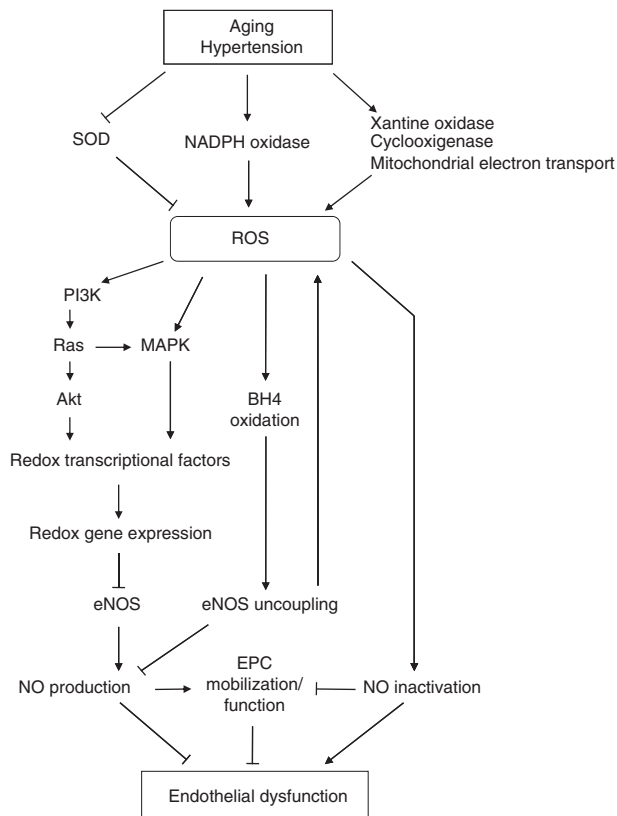 Aging
Hypertension
SOD
NADPH oxidase
Xantine oxidase
Cyclooxigenase
Mitochondrial electron transport
ROS
PI3K
Ras
MAPK
Akt
BH4
oxidation
Redox transcriptional factors
Redox gene expression
eNOS
eNOS uncoupling
NO production
EPC
mobilization/
function
NO inactivation
Endothelial dysfunction